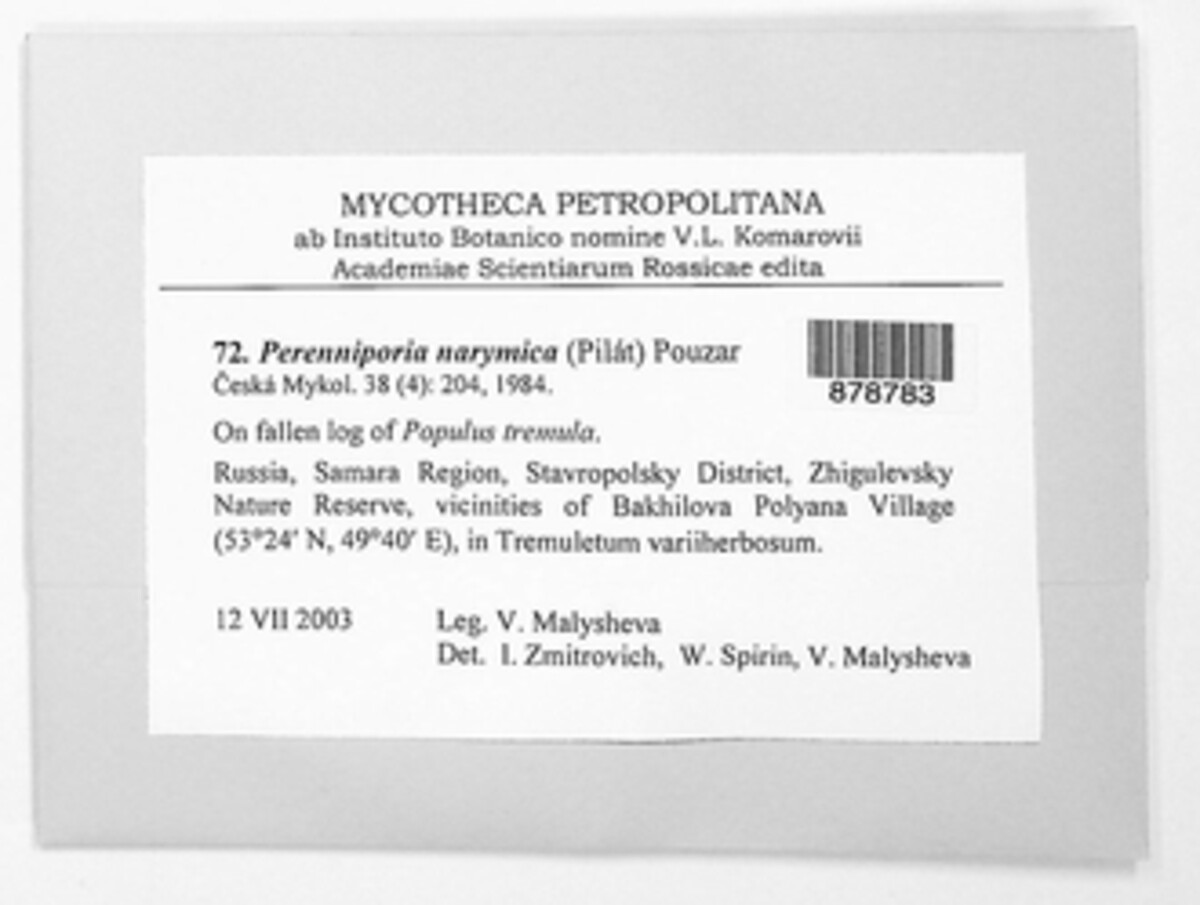 MYCOTHECA PETROPOLITANA
ab Instituto Botanico nomine V.L. Komarovii
Academiae Scientiarum Rossicae edita
72. Perenniporia narymica (Pilát) Pouzar
Česká Mykol. 38 (4): 204, 1984.
878783
On fallen log of Populus tremula.
Russia, Samara Region, Stavropolsky District, Zhigulevsky
Nature Reserve, vicinities of Bakhilova Polyana Village
(53°24' N, 49°40' E), in Tremuletum variiherbosum.
12 VII 2003 Leg. V. Malysheva
Det. I. Zmitrovich, W. Spirin, V. Malysheva